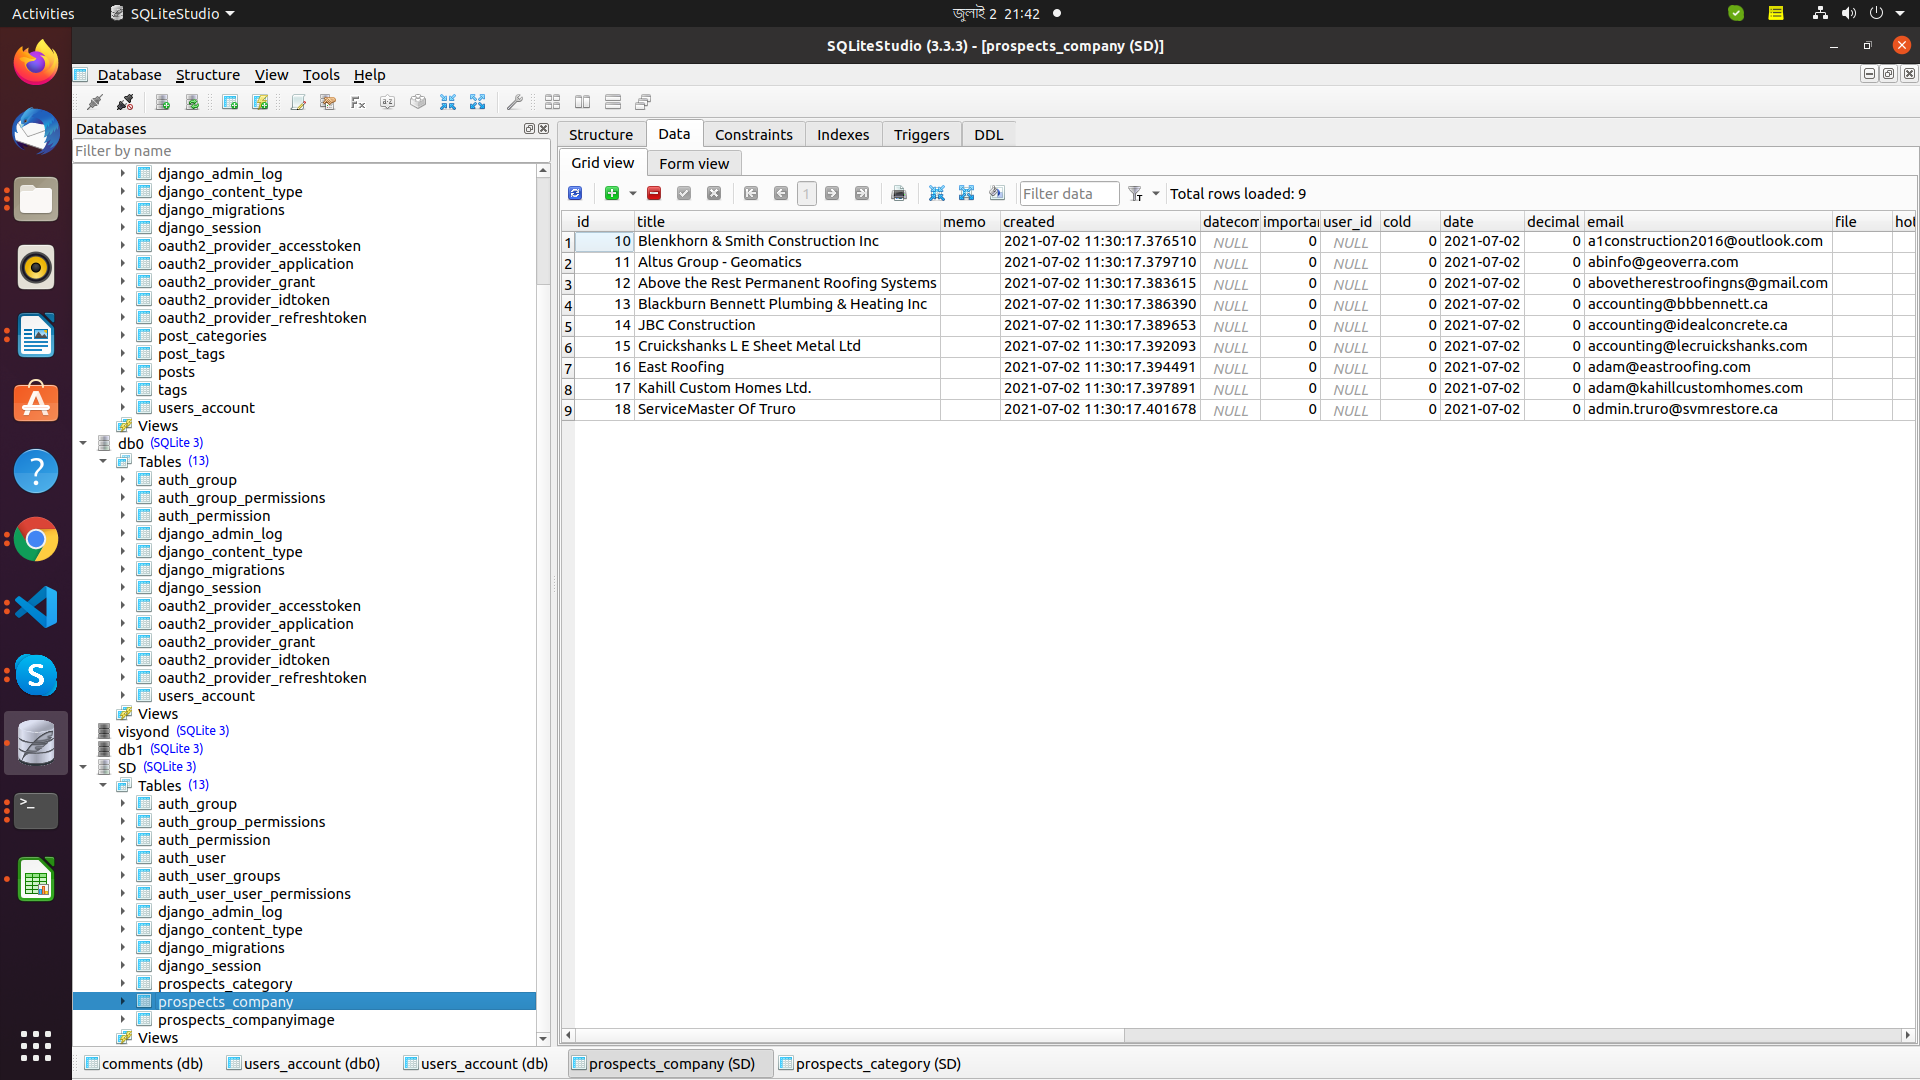 Activities SQLiteStudio জুলাই 2 21:42
SQLiteStudio (3.3.3) - [prospects_company (SD)]
Database Structure View Tools Help
Databases
Filter by name
django_admin_log
django_content_type
django_migrations
django_session
oauth2_provider_accesstoken
oauth2_provider_application
oauth2_provider_grant
oauth2_provider_idtoken
oauth2_provider_refreshtoken
post_categories
post_tags
posts
tags
users_account
Views
db0 (SQLite 3)
Tables (13)
auth_group
auth_group_permissions
auth_permission
django_admin_log
django_content_type
django_migrations
django_session
oauth2_provider_accesstoken
oauth2_provider_application
oauth2_provider_grant
oauth2_provider_idtoken
oauth2_provider_refreshtoken
users_account
Views
visyond (SQLite 3)
db1 (SQLite 3)
SD (SQLite 3)
Tables (13)
auth_group
auth_group_permissions
auth_permission
auth_user
auth_user_groups
auth_user_user_permissions
django_admin_log
django_content_type
django_migrations
django_session
prospects_category
prospects_company
prospects_companyimage
Views
Structure Data Constraints Indexes Triggers DDL
Grid view Form view
1 Filter data Total rows loaded: 9
id title memo created datecom importan user_id cold date decimal email file hot
1 10 Blenkhorn & Smith Construction Inc 2021-07-02 11:30:17.376510 NULL 0 NULL 0 2021-07-02 0 a1construction2016@outlook.com
2 11 Altus Group - Geomatics 2021-07-02 11:30:17.379710 NULL 0 NULL 0 2021-07-02 0 abinfo@geoverra.com
3 12 Above the Rest Permanent Roofing Systems 2021-07-02 11:30:17.383615 NULL 0 NULL 0 2021-07-02 0 abovetherestroofingns@gmail.com
4 13 Blackburn Bennett Plumbing & Heating Inc 2021-07-02 11:30:17.386390 NULL 0 NULL 0 2021-07-02 0 accounting@bbbennett.ca
5 14 JBC Construction 2021-07-02 11:30:17.389653 NULL 0 NULL 0 2021-07-02 0 accounting@idealconcrete.ca
6 15 Cruickshanks L E Sheet Metal Ltd 2021-07-02 11:30:17.392093 NULL 0 NULL 0 2021-07-02 0 accounting@lecruickshanks.com
7 16 East Roofing 2021-07-02 11:30:17.394491 NULL 0 NULL 0 2021-07-02 0 adam@eastroofing.com
8 17 Kahill Custom Homes Ltd. 2021-07-02 11:30:17.397891 NULL 0 NULL 0 2021-07-02 0 adam@kahillcustomhomes.com
9 18 ServiceMaster Of Truro 2021-07-02 11:30:17.401678 NULL 0 NULL 0 2021-07-02 0 admin.truro@svmrestore.ca
comments (db) users_account (db0) users_account (db) prospects_company (SD) prospects_category (SD)